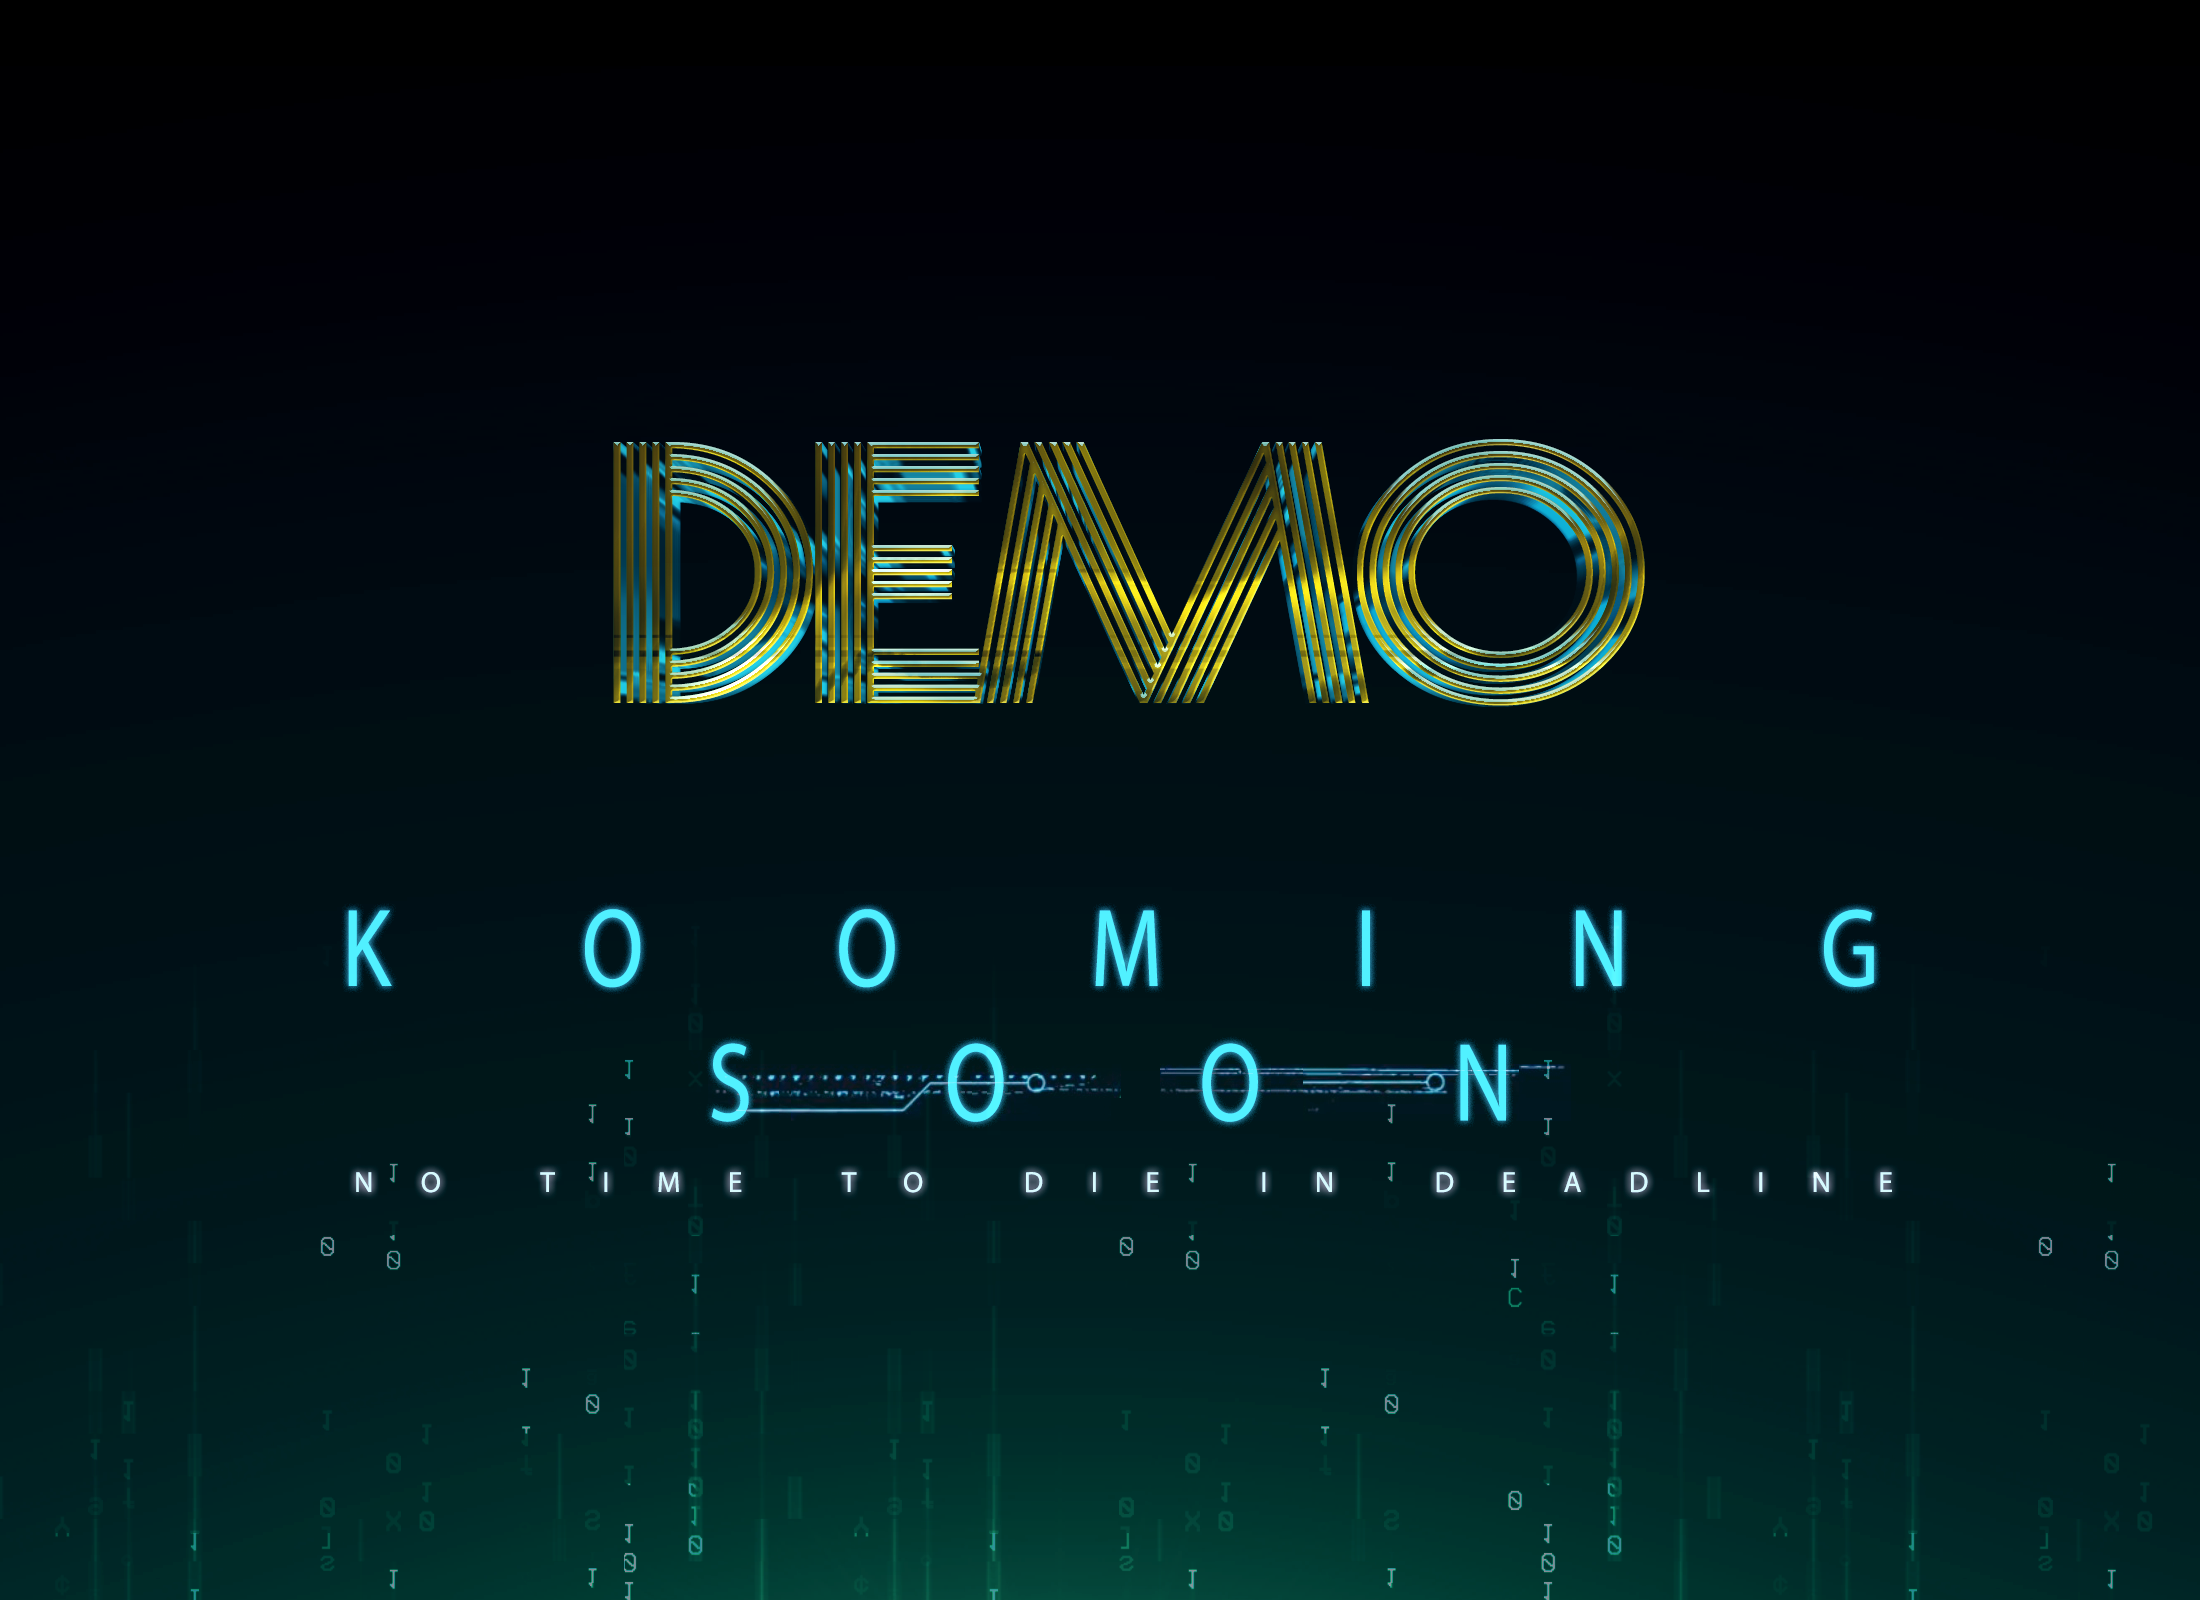 DEMO
KOOMING
SOON
NO TIME TO DIE IN DEADLINE